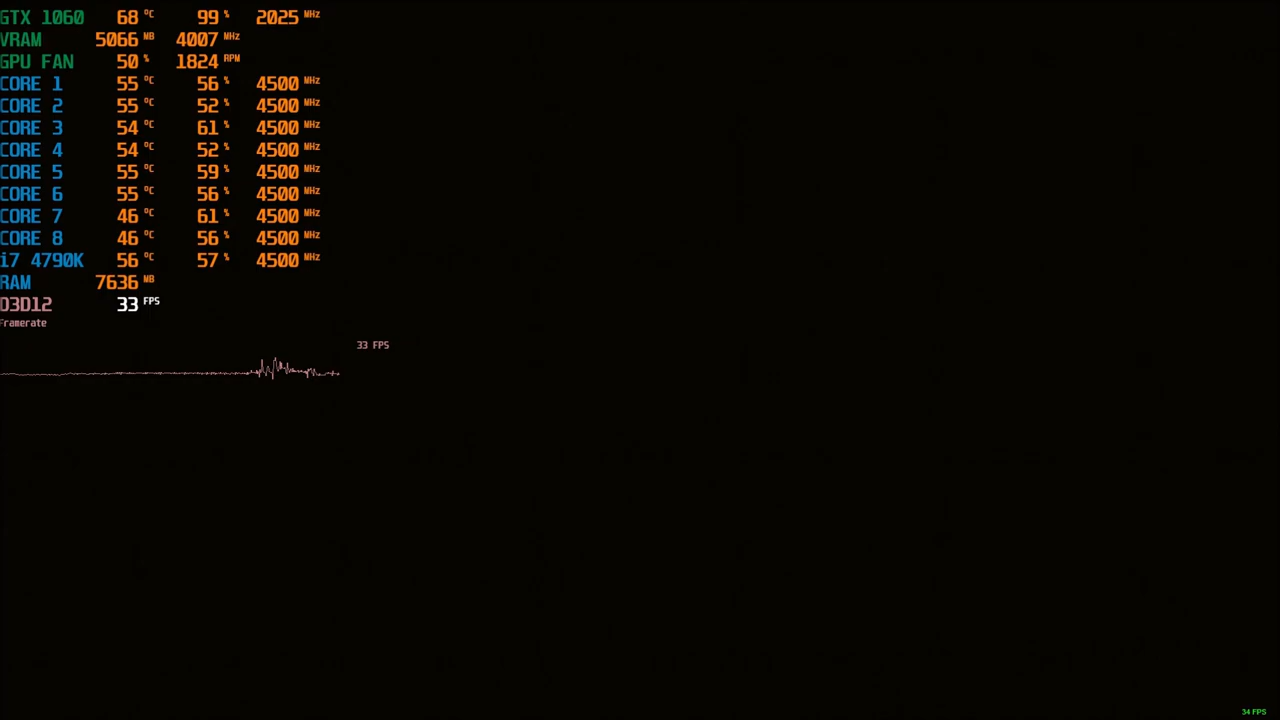 GTX 1060 68 °C 99 % 2025 MHz
VRAM 5066 MB 4007 MHz
GPU FAN 50 % 1824 RPM
CORE 1 55 °C 56 % 4500 MHz
CORE 2 55 °C 52 % 4500 MHz
CORE 3 54 °C 61 % 4500 MHz
CORE 4 54 °C 52 % 4500 MHz
CORE 5 55 °C 59 % 4500 MHz
CORE 6 55 °C 56 % 4500 MHz
CORE 7 46 °C 61 % 4500 MHz
CORE 8 46 °C 56 % 4500 MHz
i7 4790K 56 °C 57 % 4500 MHz
RAM 7636 MB
D3D12 33 FPS
Framerate
33 FPS
34 FPS